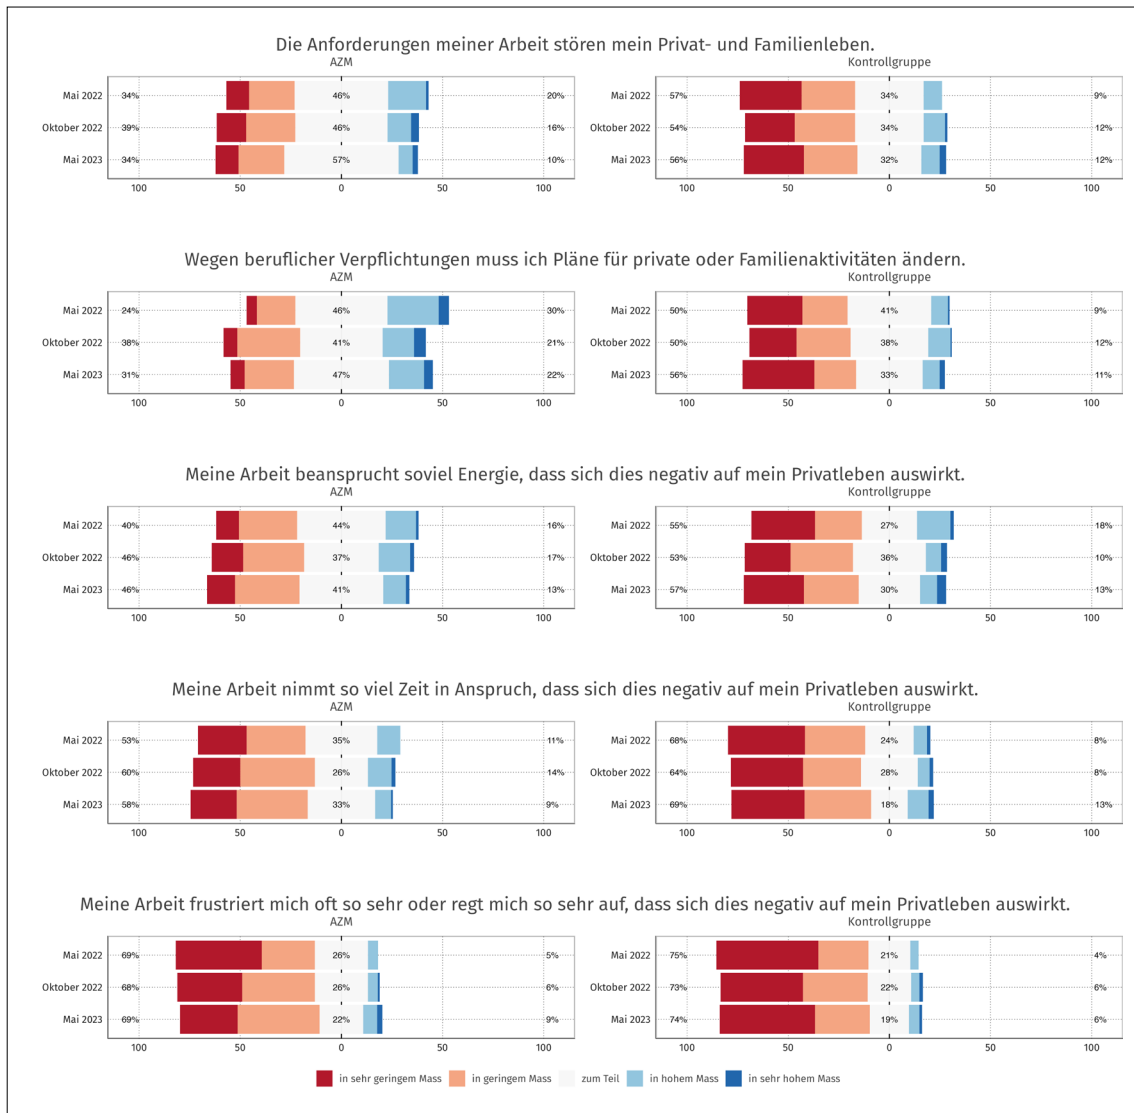 Die Anforderungen meiner Arbeit stören mein Privat- und Familienleben.
AZM
Kontrollgruppe
Mai 2022 34% 46% 20% 57% 34% 9%
Oktober 2022 39% 46% 16% 54% 34% 12%
Mai 2023 34% 57% 10% 56% 32% 12%
100 50 0 50 100 100 50 0 50 100
Wegen beruflicher Verpflichtungen muss ich Pläne für private oder Familienaktivitäten ändern.
AZM
Kontrollgruppe
Mai 2022 24% 46% 30% Mai 2022 50% 41% 9%
Oktober 2022 38% 41% 21% Oktober 2022 50% 38% 12%
Mai 2023 31% 47% 22% Mai 2023 56% 33% 11%
100 50 0 50 100 100 50 0 50 100
Meine Arbeit beansprucht soviel Energie, dass sich dies negativ auf mein Privatleben auswirkt.
AZM
Kontrollgruppe
Mai 2022 40% 44% 16% Mai 2022 55% 27% 18%
Oktober 2022 46% 37% 17% Oktober 2022 53% 36% 10%
Mai 2023 46% 41% 13% Mai 2023 57% 30% 13%
100 50 0 50 100 100 50 0 50 100
Meine Arbeit nimmt so viel Zeit in Anspruch, dass sich dies negativ auf mein Privatleben auswirkt.
AZM
Kontrollgruppe
Mai 2022 53% 35% 11% Mai 2022 68% 24% 8%
Oktober 2022 60% 26% 14% Oktober 2022 64% 28% 8%
Mai 2023 58% 33% 9% Mai 2023 69% 18% 13%
100 50 0 50 100 100 50 0 50 100
Meine Arbeit frustriert mich oft so sehr oder regt mich so sehr auf, dass sich dies negativ auf mein Privatleben auswirkt.
AZM
Kontrollgruppe
Mai 2022 69% 26% 5% Mai 2022 75% 21% 4%
Oktober 2022 68% 26% 6% Oktober 2022 73% 22% 6%
Mai 2023 69% 22% 9% Mai 2023 74% 19% 6%
100 50 0 50 100 100 50 0 50 100
in sehr geringem Mass in geringem Mass zum Teil in hohem Mass in sehr hohem Mass